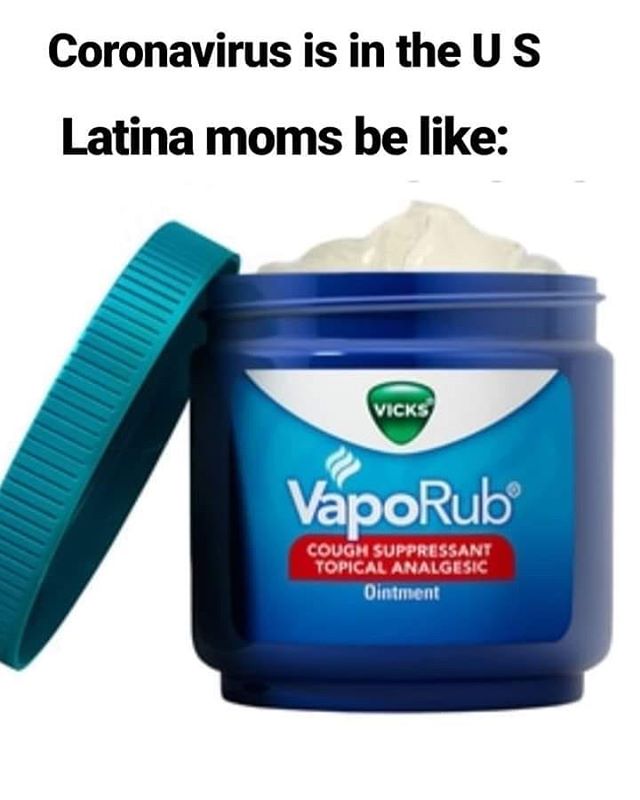 Coronavirus is in the U S
Latina moms be like:
VICKS®
VapoRub®
COUGH SUPPRESSANT
TOPICAL ANALGESIC
Ointment